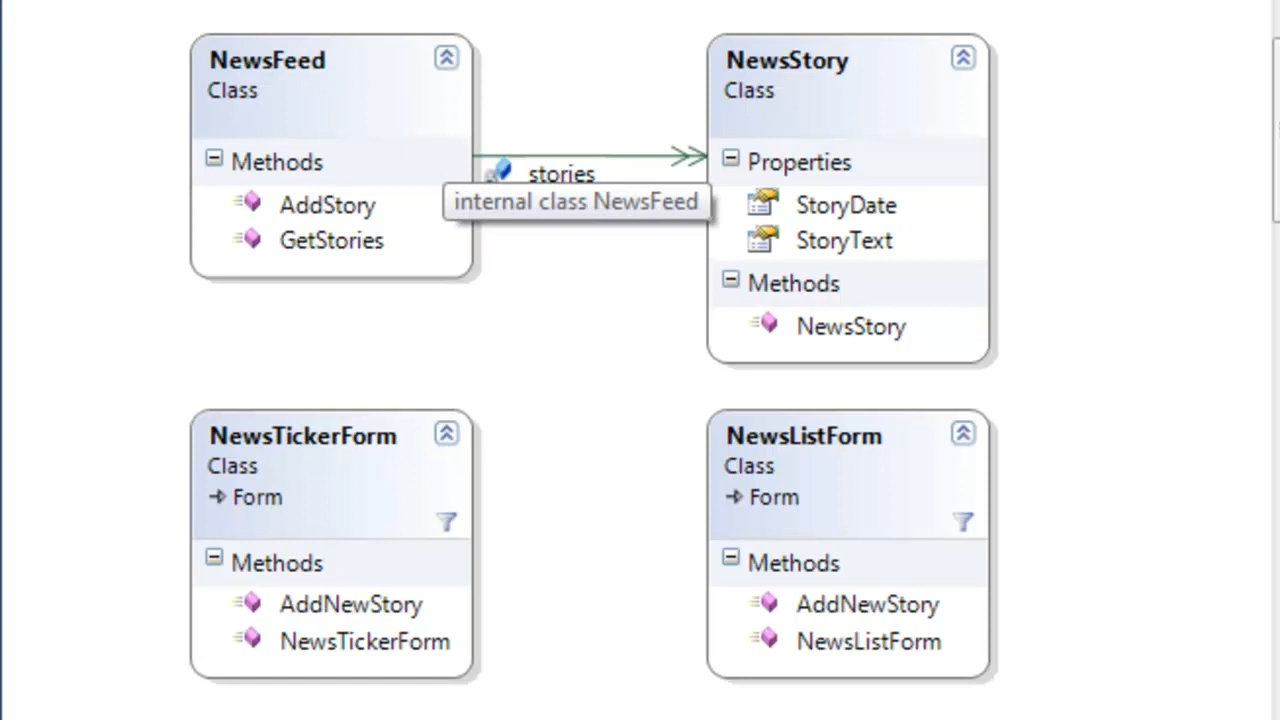 NewsFeed
Class
Methods
AddStory
GetStories
stories
internal class NewsFeed
NewsStory
Class
Properties
StoryDate
StoryText
Methods
NewsStory
NewsTickerForm
Class
Form
Methods
AddNewStory
NewsTickerForm
NewsListForm
Class
Form
Methods
AddNewStory
NewsListForm